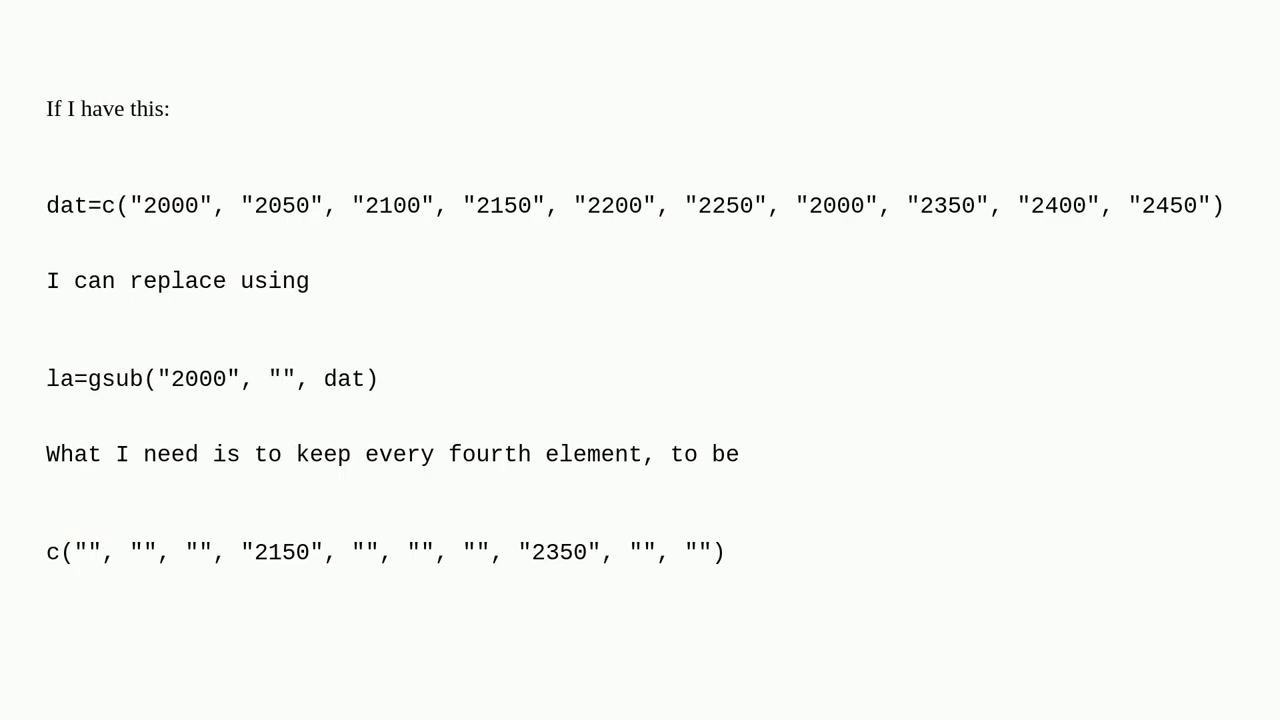 If I have this:
dat=c("2000", "2050", "2100", "2150", "2200", "2250", "2000", "2350", "2400", "2450")
I can replace using
la=gsub("2000", "", dat)
What I need is to keep every fourth element, to be
c("", "", "", "2150", "", "", "", "2350", "", "")